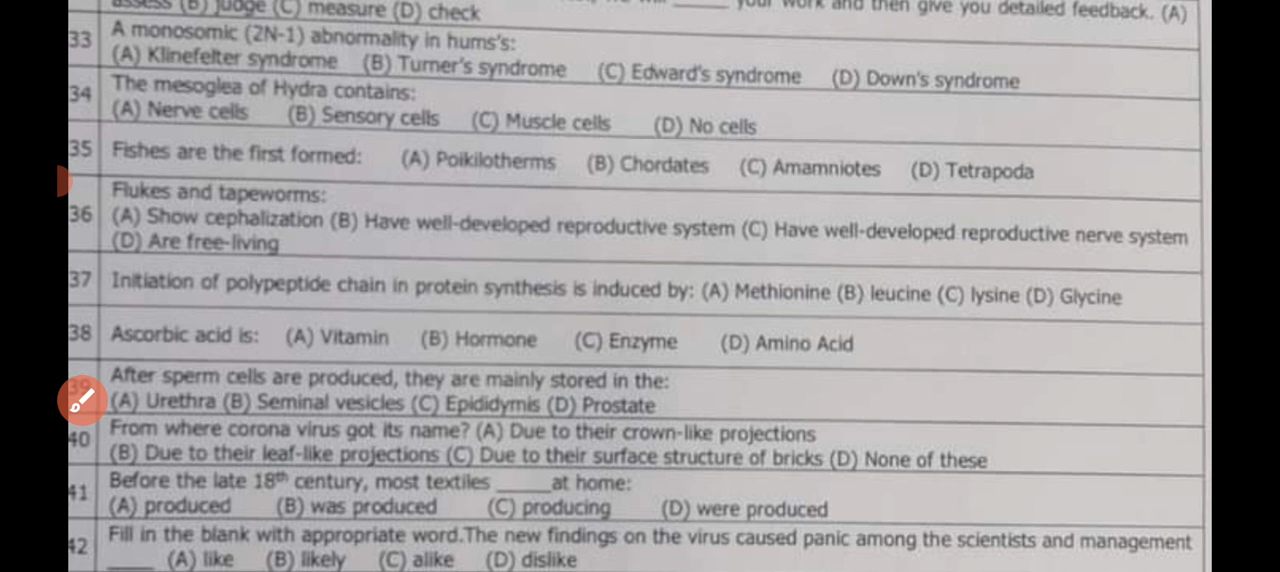 assess (B) judge (C) measure (D) check
_____ your work and then give you detailed feedback. (A)
33 A monosomic (2N-1) abnormality in hums's:
(A) Klinefelter syndrome (B) Turner's syndrome (C) Edward's syndrome (D) Down's syndrome
34 The mesoglea of Hydra contains:
(A) Nerve cells (B) Sensory cells (C) Muscle cells (D) No cells
35 Fishes are the first formed: (A) Poikilotherms (B) Chordates (C) Amamniotes (D) Tetrapoda
Flukes and tapeworms:
36 (A) Show cephalization (B) Have well-developed reproductive system (C) Have well-developed reproductive nerve system
(D) Are free-living
37 Initiation of polypeptide chain in protein synthesis is induced by: (A) Methionine (B) leucine (C) lysine (D) Glycine
38 Ascorbic acid is: (A) Vitamin (B) Hormone (C) Enzyme (D) Amino Acid
39 After sperm cells are produced, they are mainly stored in the:
(A) Urethra (B) Seminal vesicles (C) Epididymis (D) Prostate
40 From where corona virus got its name? (A) Due to their crown-like projections
(B) Due to their leaf-like projections (C) Due to their surface structure of bricks (D) None of these
41 Before the late 18th century, most textiles _____at home:
(A) produced (B) was produced (C) producing (D) were produced
42 Fill in the blank with appropriate word.The new findings on the virus caused panic among the scientists and management
_____ (A) like (B) likely (C) alike (D) dislike